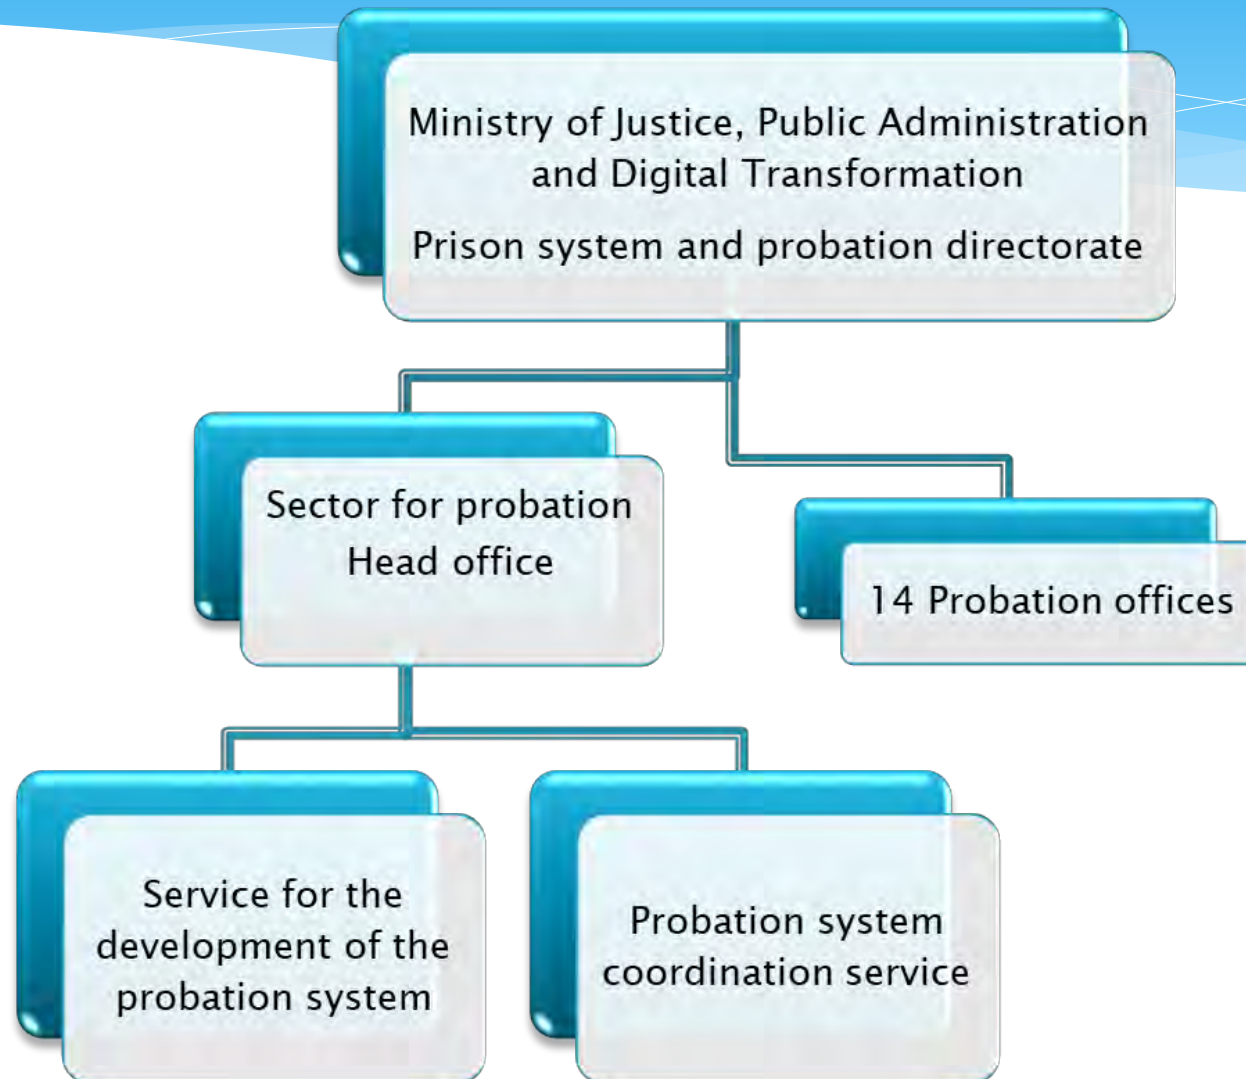 Ministry of Justice, Public Administration
and Digital Transformation
Prison system and probation directorate
Sector for probation
Head office
14 Probation offices
Service for the
development of the
probation system
Probation system
coordination service